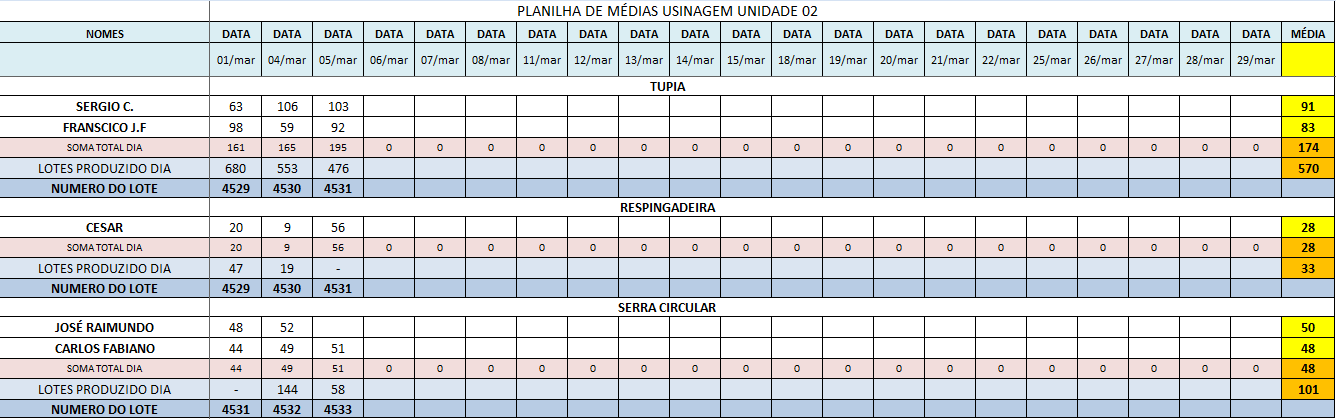 PLANILHA DE MÉDIAS USINAGEM UNIDADE 02
NOMES DATA DATA DATA DATA DATA DATA DATA DATA DATA DATA DATA DATA DATA DATA DATA DATA DATA DATA DATA DATA DATA MÉDIA
01/mar 04/mar 05/mar 06/mar 07/mar 08/mar 11/mar 12/mar 13/mar 14/mar 15/mar 18/mar 19/mar 20/mar 21/mar 22/mar 25/mar 26/mar 27/mar 28/mar 29/mar
TUPIA
SERGIO C. 63 106 103 91
FRANSCICO J.F 98 59 92 83
SOMA TOTAL DIA 161 165 195 0 0 0 0 0 0 0 0 0 0 0 0 0 0 0 0 0 0 174
LOTES PRODUZIDO DIA 680 553 476 570
NUMERO DO LOTE 4529 4530 4531
RESPINGADEIRA
CESAR 20 9 56 28
SOMA TOTAL DIA 20 9 56 0 0 0 0 0 0 0 0 0 0 0 0 0 0 0 0 0 0 28
LOTES PRODUZIDO DIA 47 19 - 33
NUMERO DO LOTE 4529 4530 4531
SERRA CIRCULAR
JOSÉ RAIMUNDO 48 52 50
CARLOS FABIANO 44 49 51 48
SOMA TOTAL DIA 44 49 51 0 0 0 0 0 0 0 0 0 0 0 0 0 0 0 0 0 0 48
LOTES PRODUZIDO DIA - 144 58 101
NUMERO DO LOTE 4531 4532 4533